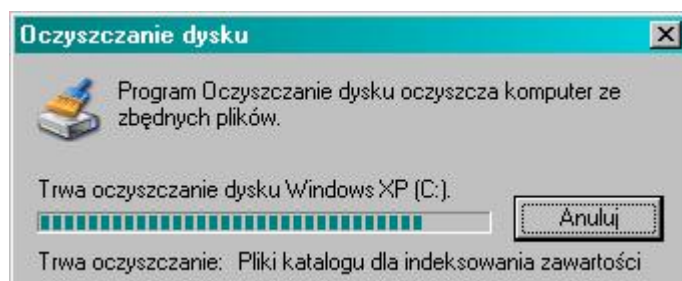 Oczyszczanie dysku
Program Oczyszczanie dysku oczyszcza komputer ze
zbędnych plików.
Trwa oczyszczanie dysku Windows XP (C:).
Anuluj
Trwa oczyszczanie: Pliki katalogu dla indeksowania zawartości